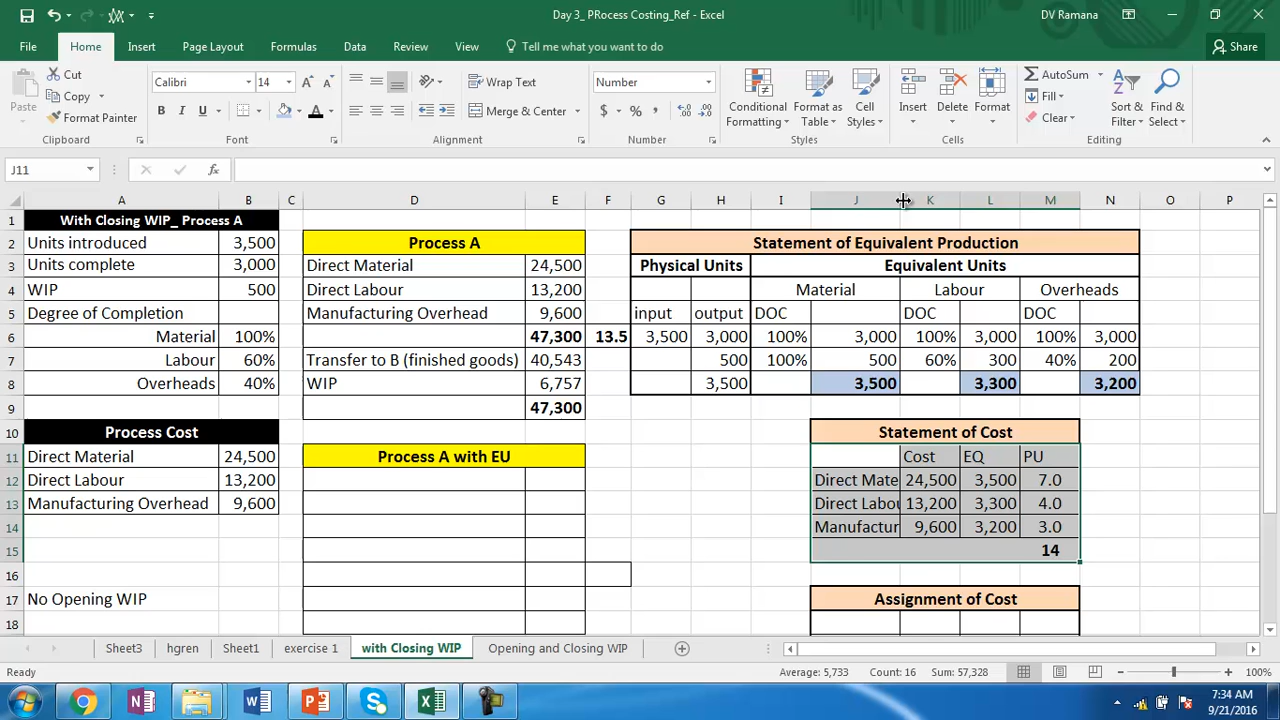 Day 3_ PRocess Costing_Ref - Excel
DV Ramana
File Home Insert Page Layout Formulas Data Review View Tell me what you want to do Share
Paste
Cut
Copy
Format Painter
Clipboard
Calibri 14
B I U
Font
Wrap Text
Merge & Center
Alignment
Number
$ %
Number
Conditional Formatting
Format as Table
Cell Styles
Styles
Insert Delete Format
Cells
AutoSum
Fill
Clear
Sort & Filter
Find & Select
Editing
J11
fx
A B C D E F G H I J K L M N O P
1 With Closing WIP_ Process A
2 Units introduced 3,500 Process A Statement of Equivalent Production
3 Units complete 3,000 Direct Material 24,500 Physical Units Equivalent Units
4 WIP 500 Direct Labour 13,200 Material Labour Overheads
5 Degree of Completion Manufacturing Overhead 9,600 input output DOC DOC DOC
6 Material 100% 47,300 13.5 3,500 3,000 100% 3,000 100% 3,000 100% 3,000
7 Labour 60% Transfer to B (finished goods) 40,543 500 100% 500 60% 300 40% 200
8 Overheads 40% WIP 6,757 3,500 3,500 3,300 3,200
9 47,300
10 Process Cost Statement of Cost
11 Direct Material 24,500 Process A with EU Cost EQ PU
12 Direct Labour 13,200 Direct Mate 24,500 3,500 7.0
13 Manufacturing Overhead 9,600 Direct Labou 13,200 3,300 4.0
14 Manufactur 9,600 3,200 3.0
15 14
16
17 No Opening WIP Assignment of Cost
18
Sheet3 hgren Sheet1 exercise 1 with Closing WIP Opening and Closing WIP
Ready Average: 5,733 Count: 16 Sum: 57,328 100%
7:34 AM
9/21/2016